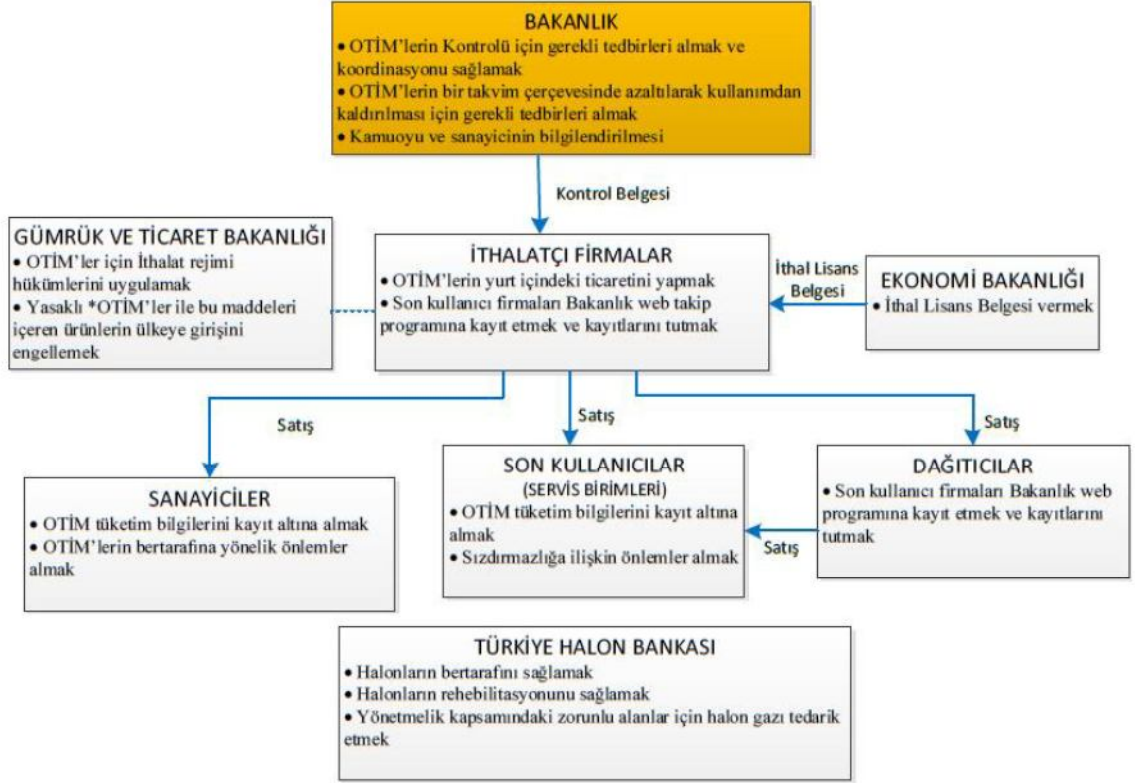 BAKANLIK
• OTİM’lerin Kontrolü için gerekli tedbirleri almak ve
koordinasyonu sağlamak
• OTİM’lerin bir takvim çerçevesinde azaltılarak kullanımdan
kaldırılması için gerekli tedbirleri almak
• Kamuoyu ve sanayicinin bilgilendirilmesi
Kontrol Belgesi
GÜMRÜK VE TİCARET BAKANLIĞI
• OTİM’ler için İthalat rejimi
hükümlerini uygulamak
• Yasaklı *OTİM’ler ile bu maddeleri
içeren ürünlerin ülkeye girişini
engellemek
İTHALATÇI FİRMALAR
• OTİM’lerin yurt içindeki ticaretini yapmak
• Son kullanıcı firmaları Bakanlık web takip
programına kayıt etmek ve kayıtlarını tutmak
İthal Lisans
Belgesi
EKONOMİ BAKANLIĞI
• İthal Lisans Belgesi vermek
Satış
Satış
Satış
SANAYİCİLER
• OTİM tüketim bilgilerini kayıt altına almak
• OTİM’lerin bertarafına yönelik önlemler
almak
SON KULLANICILAR
(SERVİS BİRİMLERİ)
• OTİM tüketim bilgilerini kayıt altına
almak
• Sızdırmazlığa ilişkin önlemler almak
Satış
DAĞITICILAR
• Son kullanıcı firmaları Bakanlık web
programına kayıt etmek ve kayıtlarını
tutmak
TÜRKİYE HALON BANKASI
• Halonların bertarafını sağlamak
• Halonların rehabilitasyonunu sağlamak
• Yönetmelik kapsamındaki zorunlu alanlar için halon gazı tedarik
etmek